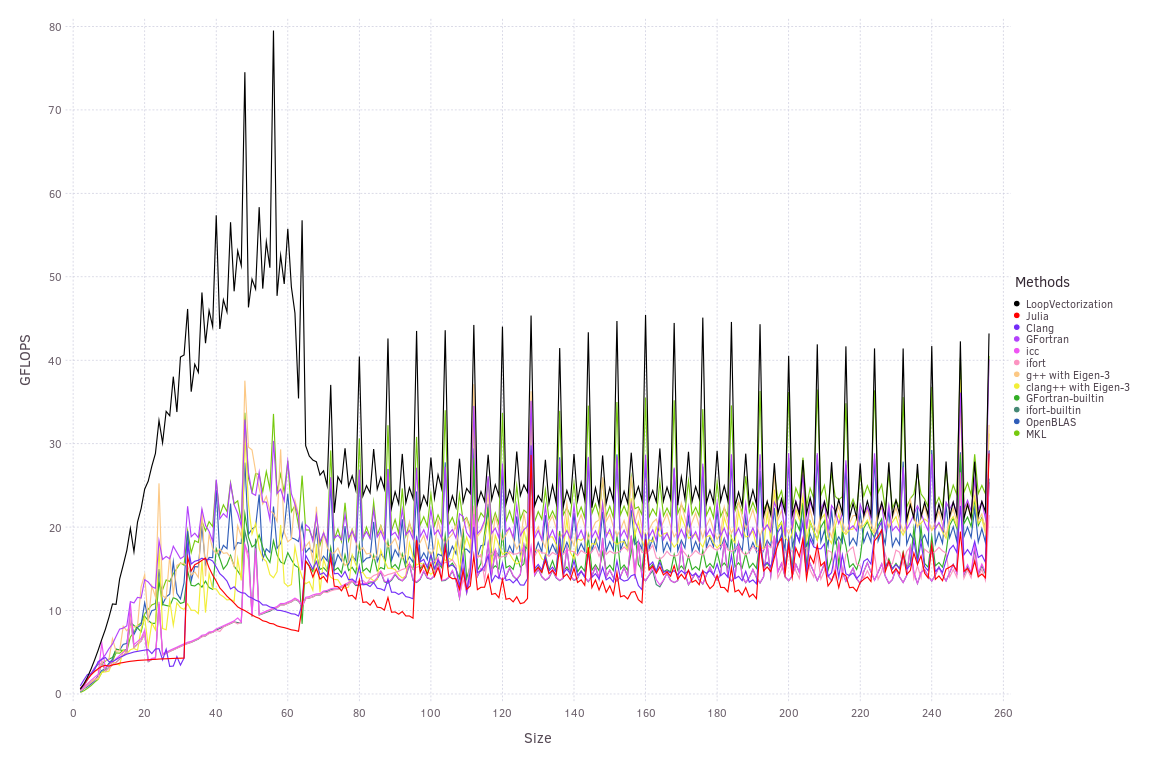 80
70
60
50
40
30
20
10
0
GFLOPS
0 20 40 60 80 100 120 140 160 180 200 220 240 260
Size
Methods
LoopVectorization
Julia
Clang
GFortran
icc
ifort
g++ with Eigen-3
clang++ with Eigen-3
GFortran-builtin
ifort-builtin
OpenBLAS
MKL